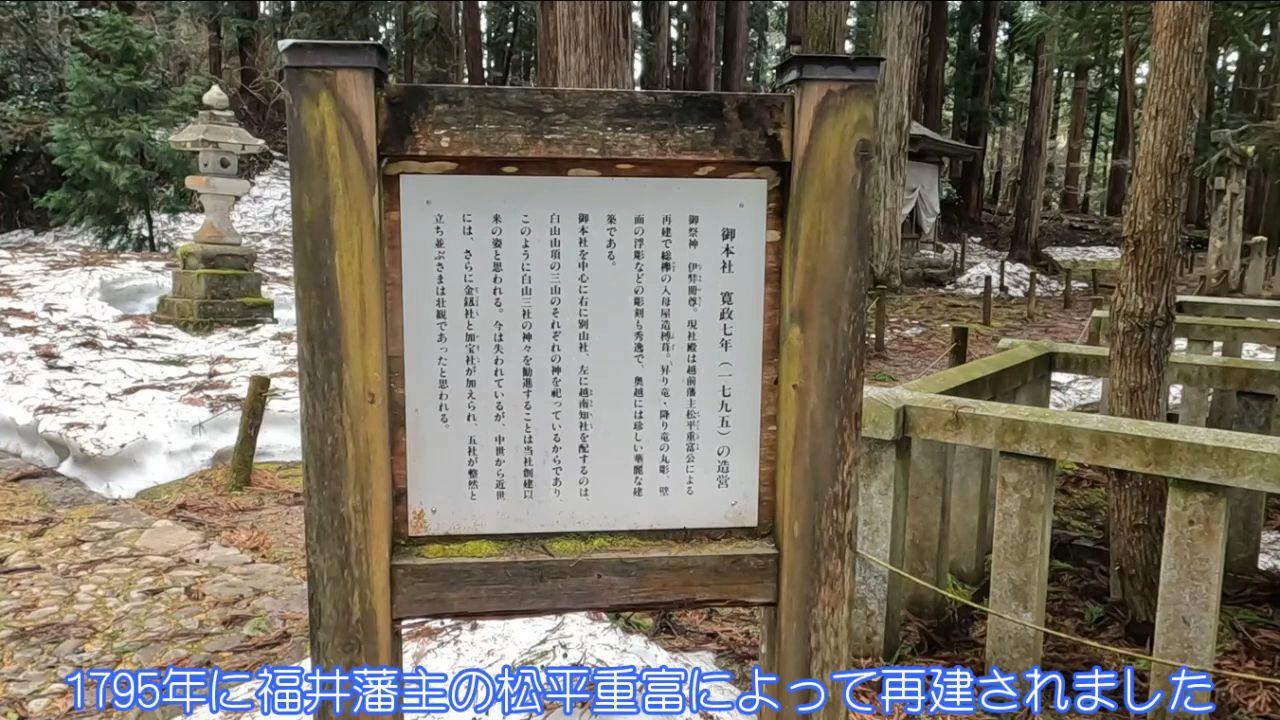 御本社 寛政七年（一七九五）の造営
御祭神 伊弉冊尊。現社殿は越前藩主松平重富公による
再建で総欅の入母屋造榑葺。昇り竜・降り竜の丸彫、壁
面の浮彫などの彫刻も秀逸で、奥越には珍しい華麗な建
築である。
御本社を中心に右に別山社、左に越南知社を配するのは、
白山山頂の三山のそれぞれの神を祀っているからであり、
このように白山三社の神々を勧進することは当社創建以
来の姿と思われる。今は失われているが、中世から近世
には、さらに金劔社と加宝社が加えられ、五社が整然と
立ち並ぶさまは壮観であったと思われる。
1795年に福井藩主の松平重富によって再建されました